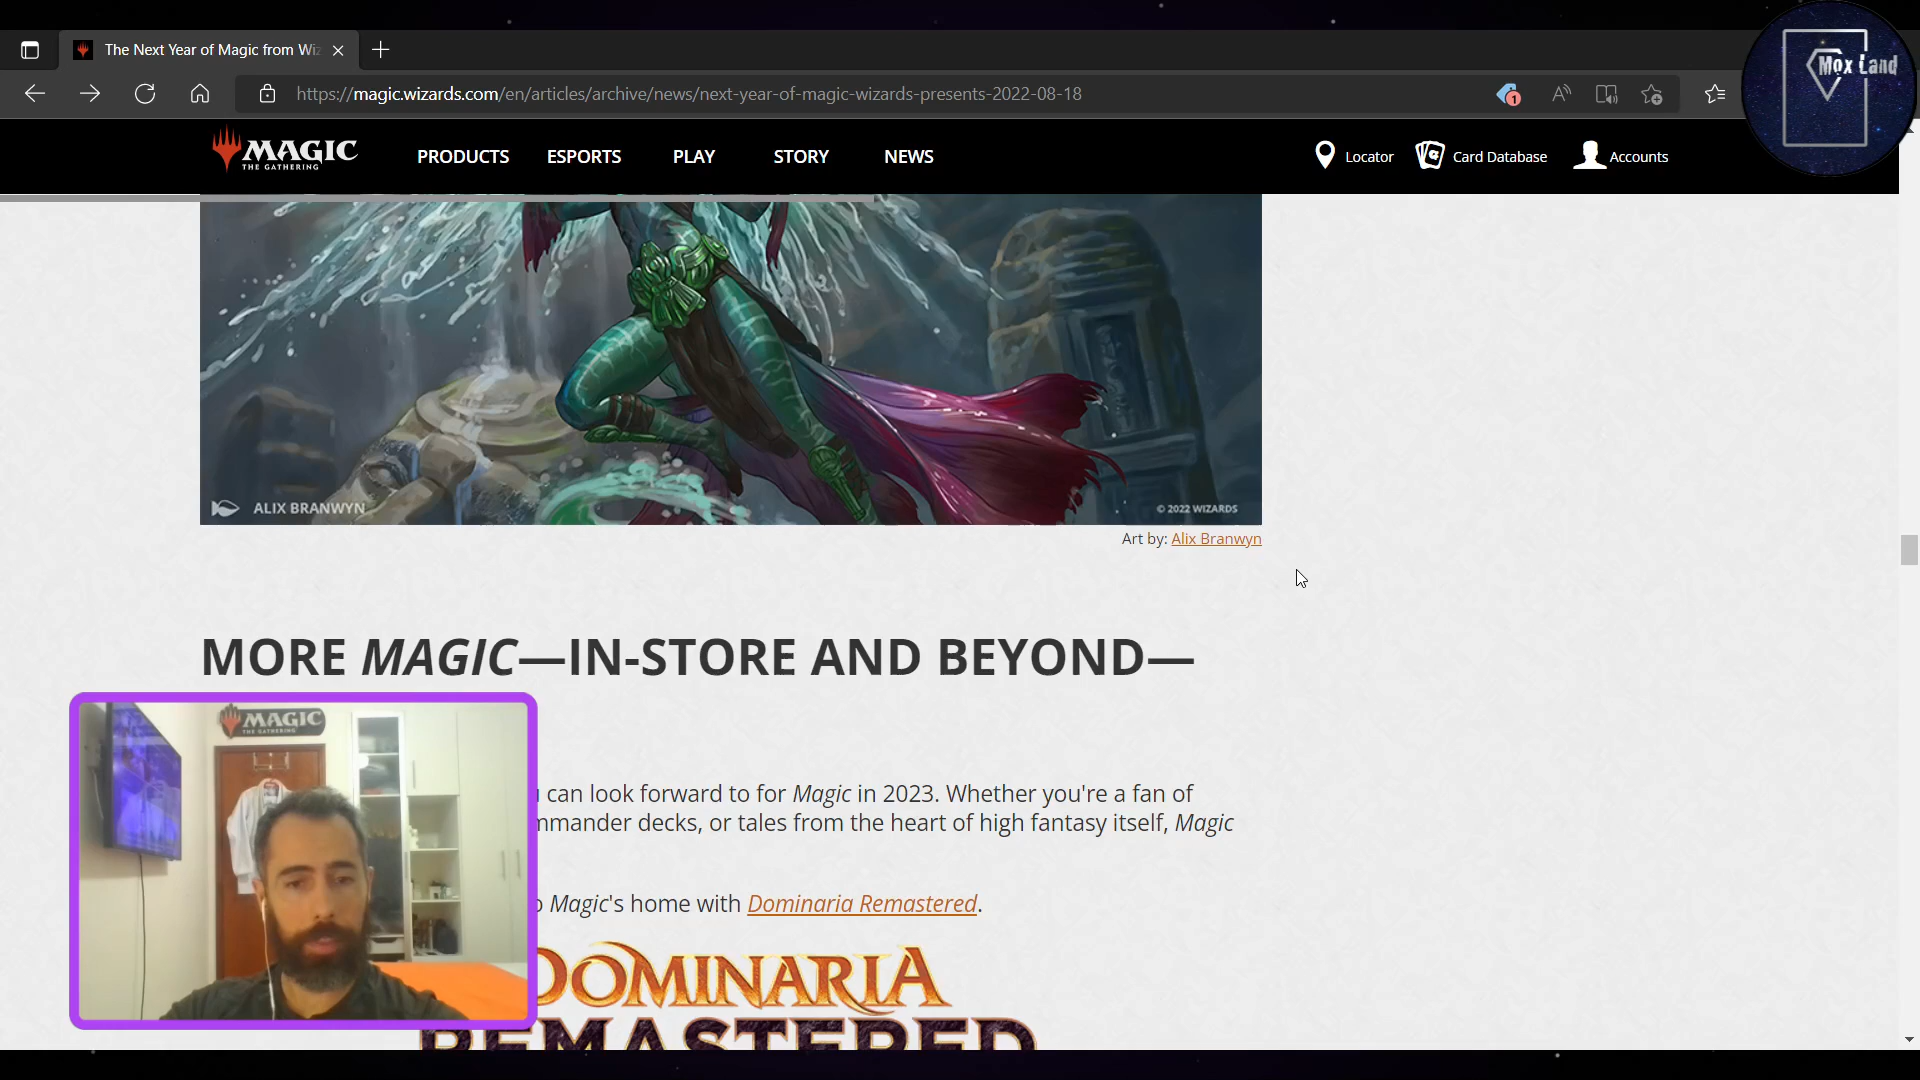 The Next Year of Magic from Wiz
https://magic.wizards.com/en/articles/archive/news/next-year-of-magic-wizards-presents-2022-08-18
1
Mox Land
MAGIC
THE GATHERING
PRODUCTS
ESPORTS
PLAY
STORY
NEWS
Locator
Card Database
Accounts
ALIX BRANWYN
© 2022 WIZARDS
Art by: Alix Branwyn
MORE MAGIC—IN-STORE AND BEYOND—
can look forward to for Magic in 2023. Whether you're a fan of
mmander decks, or tales from the heart of high fantasy itself, Magic
Magic's home with Dominaria Remastered.
DOMINARIA
REMASTERED
MAGIC
THE GATHERING